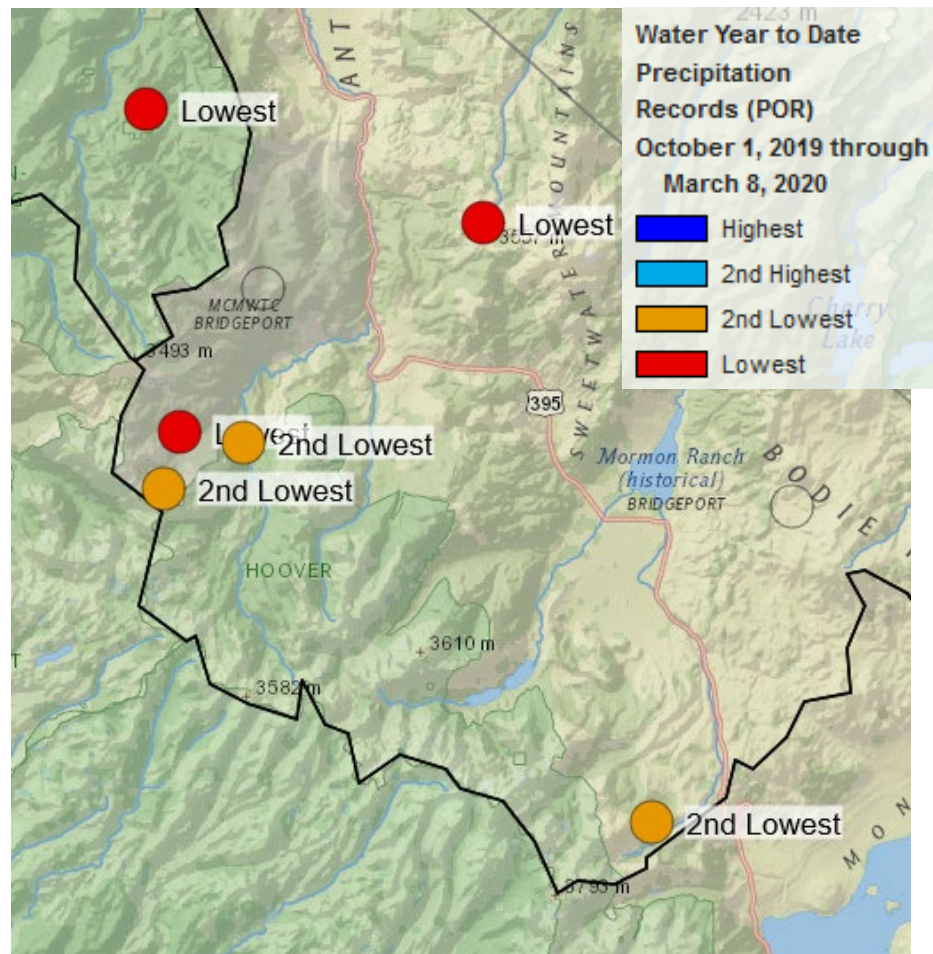 2423 m
Water Year to Date
Precipitation
Records (POR)
October 1, 2019 through
March 8, 2020
Highest
2nd Highest
2nd Lowest
Lowest
Cherry
Lake
ANT
SWEETWATER MOUNTAINS
Lowest
Lowest
N-
MCMWTC
BRIDGEPORT
3493 m
395
Lowest
2nd Lowest
2nd Lowest
Mormon Ranch
(historical)
BRIDGEPORT
BODIE
HOOVER
T
3610 m
3582 m
2nd Lowest
MON
3793 m